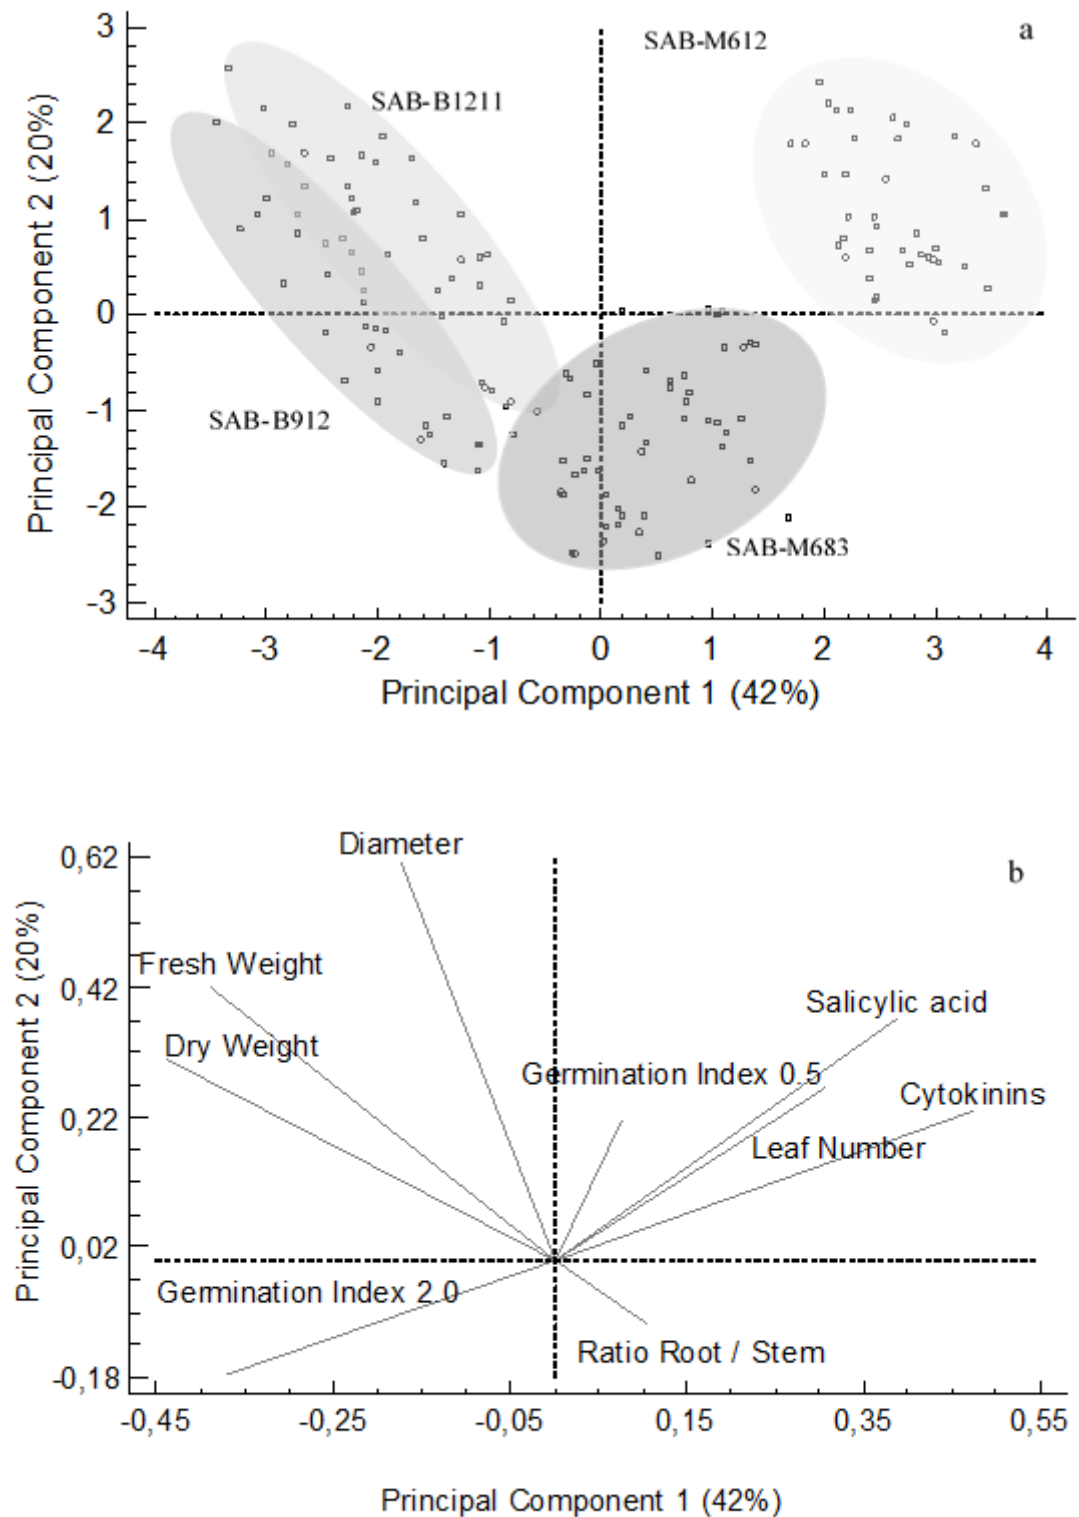 a
SAB-M612
SAB-B1211
SAB-B912
SAB-M683
Principal Component 2 (20%)
3
2
1
0
-1
-2
-3
-4 -3 -2 -1 0 1 2 3 4
Principal Component 1 (42%)
b
Diameter
Fresh Weight
Dry Weight
Salicylic acid
Germination Index 0.5
Cytokinins
Leaf Number
Germination Index 2.0
Ratio Root / Stem
Principal Component 2 (20%)
0,62
0,42
0,22
0,02
-0,18
-0,45 -0,25 -0,05 0,15 0,35 0,55
Principal Component 1 (42%)